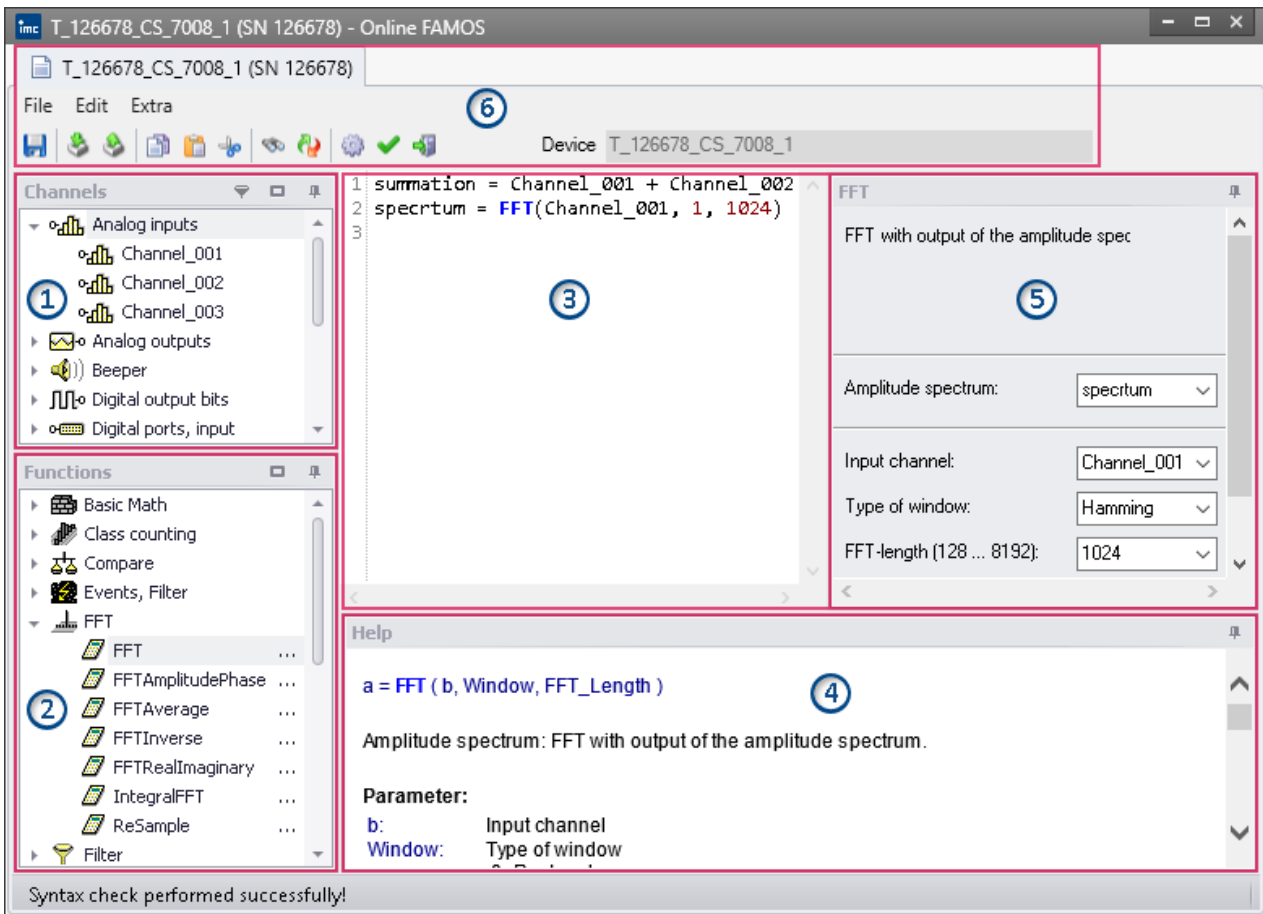 imc T_126678_CS_7008_1 (SN 126678) - Online FAMOS
T_126678_CS_7008_1 (SN 126678)
File Edit Extra
6
Device T_126678_CS_7008_1
Channels
Analog inputs
Channel_001
Channel_002
Channel_003
Analog outputs
Beeper
Digital output bits
Digital ports, input
1
Functions
Basic Math
Class counting
Compare
Events, Filter
FFT
FFT ...
FFTAmplitudePhase ...
FFTAverage ...
FFTInverse ...
FFTRealImaginary ...
IntegralFFT ...
ReSample ...
Filter
2
1 summation = Channel_001 + Channel_002
2 specrtum = FFT(Channel_001, 1, 1024)
3
3
FFT
FFT with output of the amplitude spec
5
Amplitude spectrum: specrtum
Input channel: Channel_001
Type of window: Hamming
FFT-length (128 ... 8192): 1024
Help
a = FFT ( b, Window, FFT_Length )
4
Amplitude spectrum: FFT with output of the amplitude spectrum.
Parameter:
b: Input channel
Window: Type of window
Syntax check performed successfully!